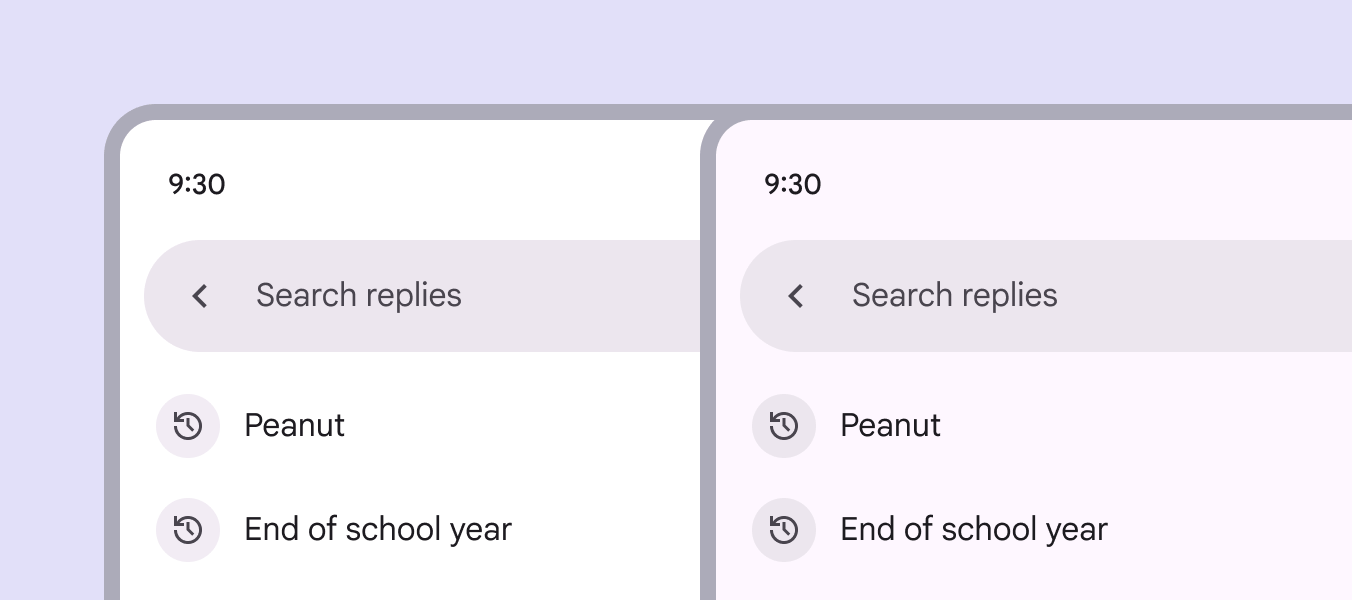 9:30
Search replies
Peanut
End of school year
9:30
Search replies
Peanut
End of school year